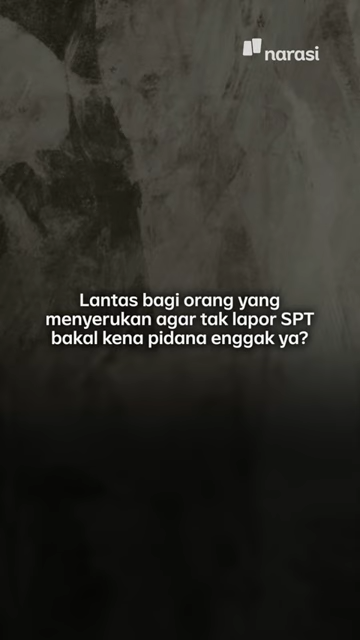 narasi
Lantas bagi orang yang
menyerukan agar tak lapor SPT
bakal kena pidana enggak ya?